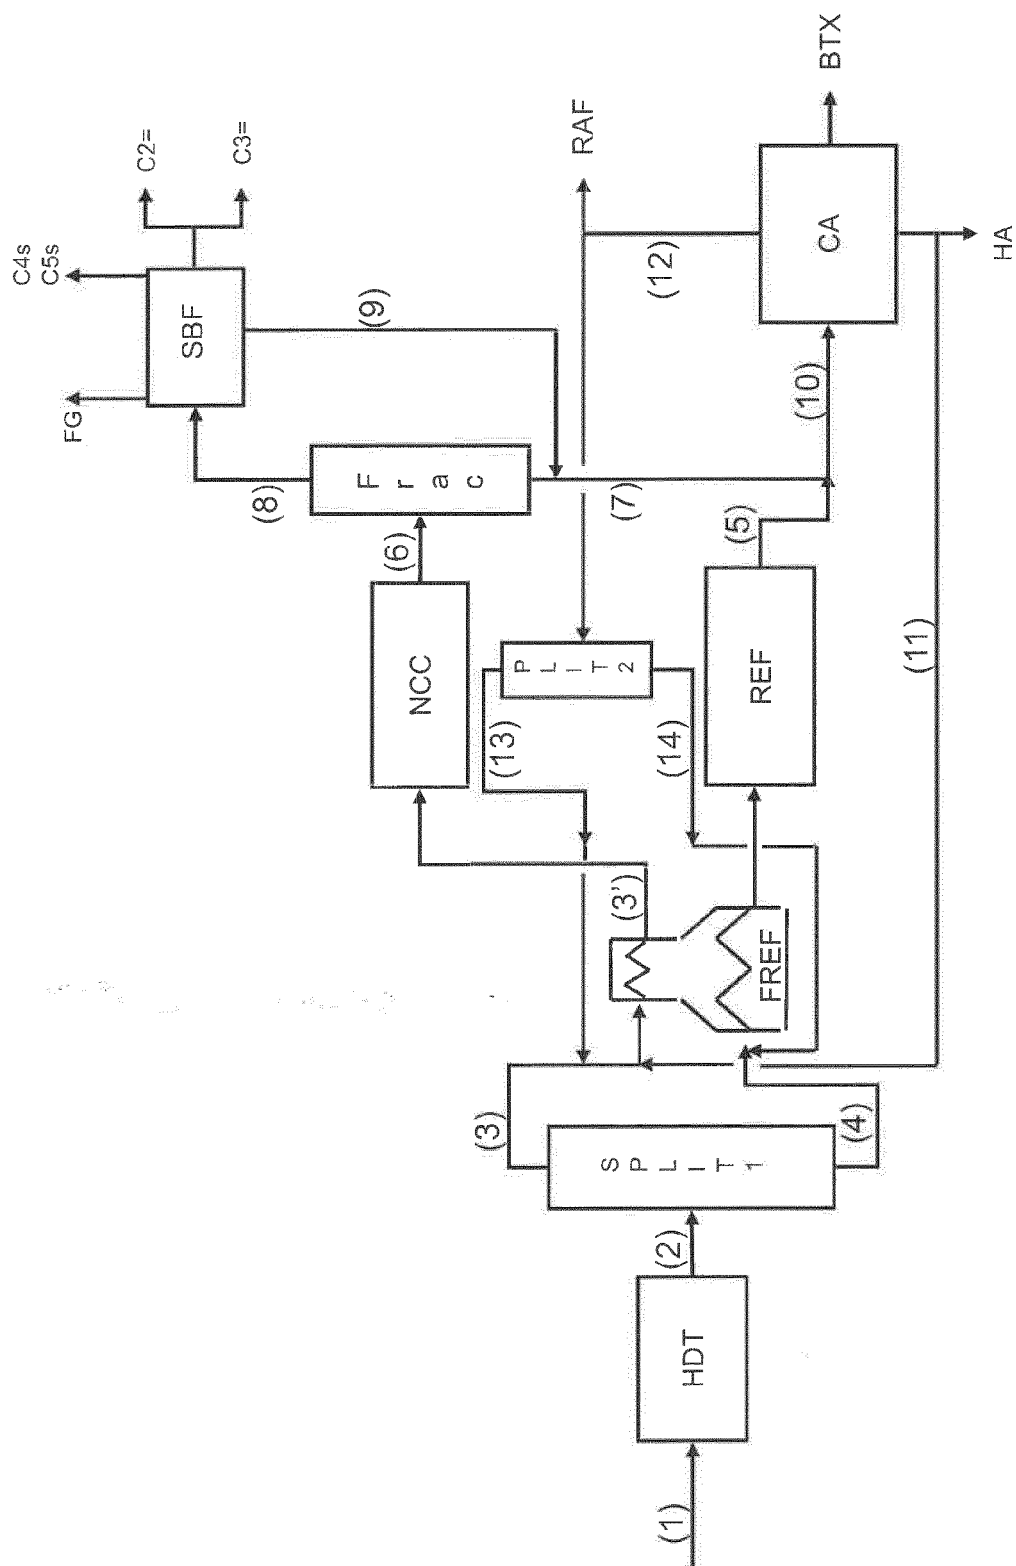 (1)
HDT
(2)
SPLIT1
(3)
(4)
(3')
FREF
NCC
(13)
PLIT2
(14)
REF
(11)
(6)
Frac
(8)
(7)
(5)
(10)
(9)
(12)
SBF
FG
C4s
C5s
C2=
C3=
RAF
CA
BTX
HA